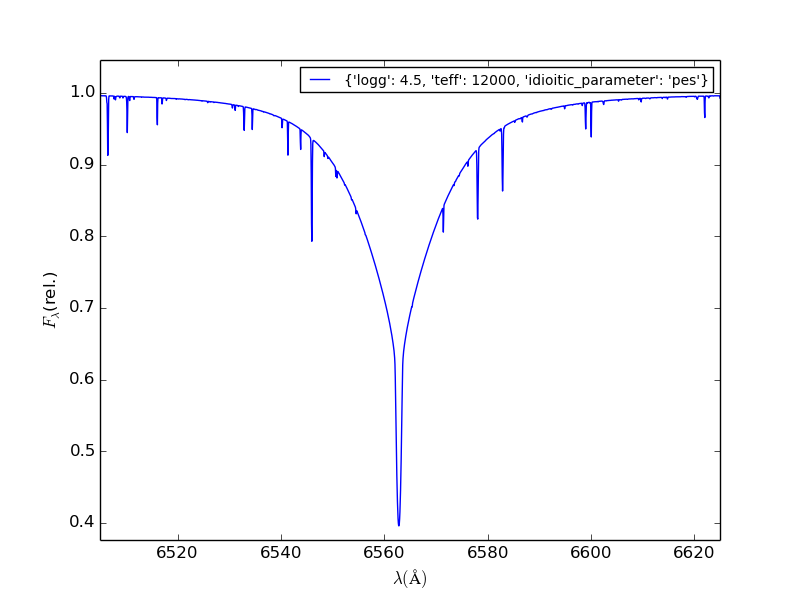 {'logg': 4.5, 'teff': 12000, 'idioitic_parameter': 'pes'}
1.0
0.9
0.8
0.7
0.6
0.5
0.4
F_λ(rel.)
6520 6540 6560 6580 6600 6620
λ(Å)